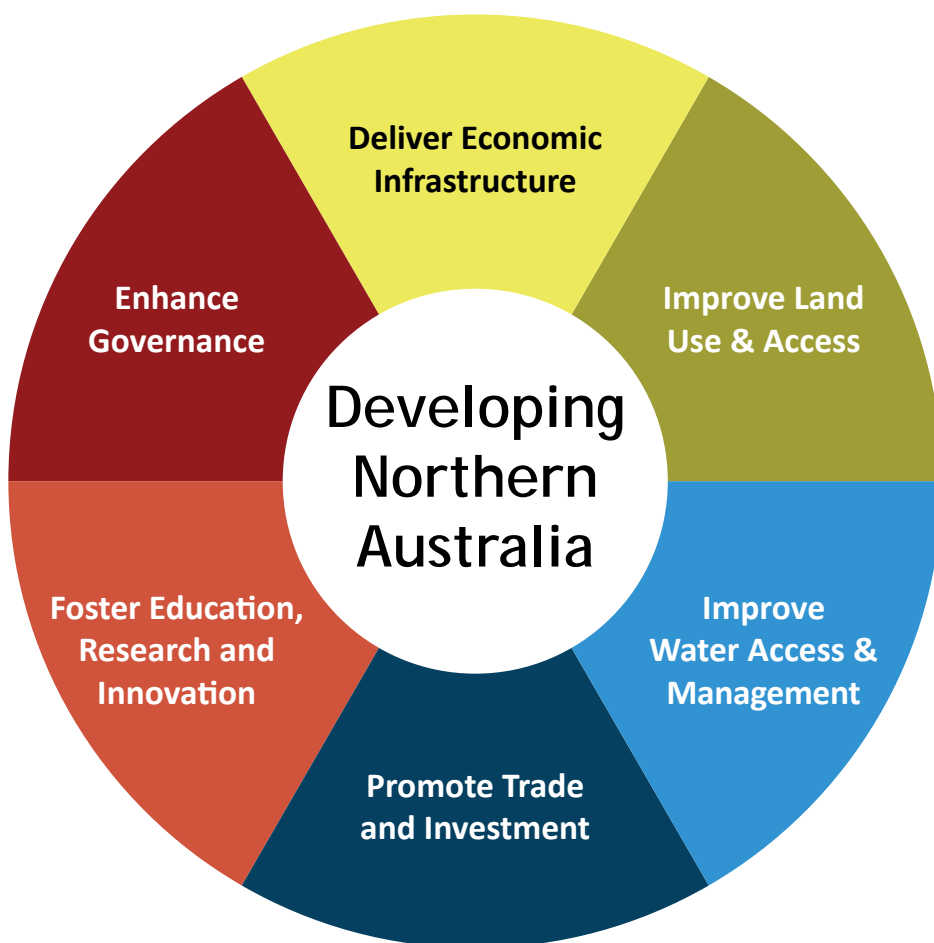 Deliver Economic
Infrastructure
Improve Land
Use & Access
Improve
Water Access &
Management
Promote Trade
and Investment
Foster Education,
Research and
Innovation
Enhance
Governance
Developing
Northern
Australia